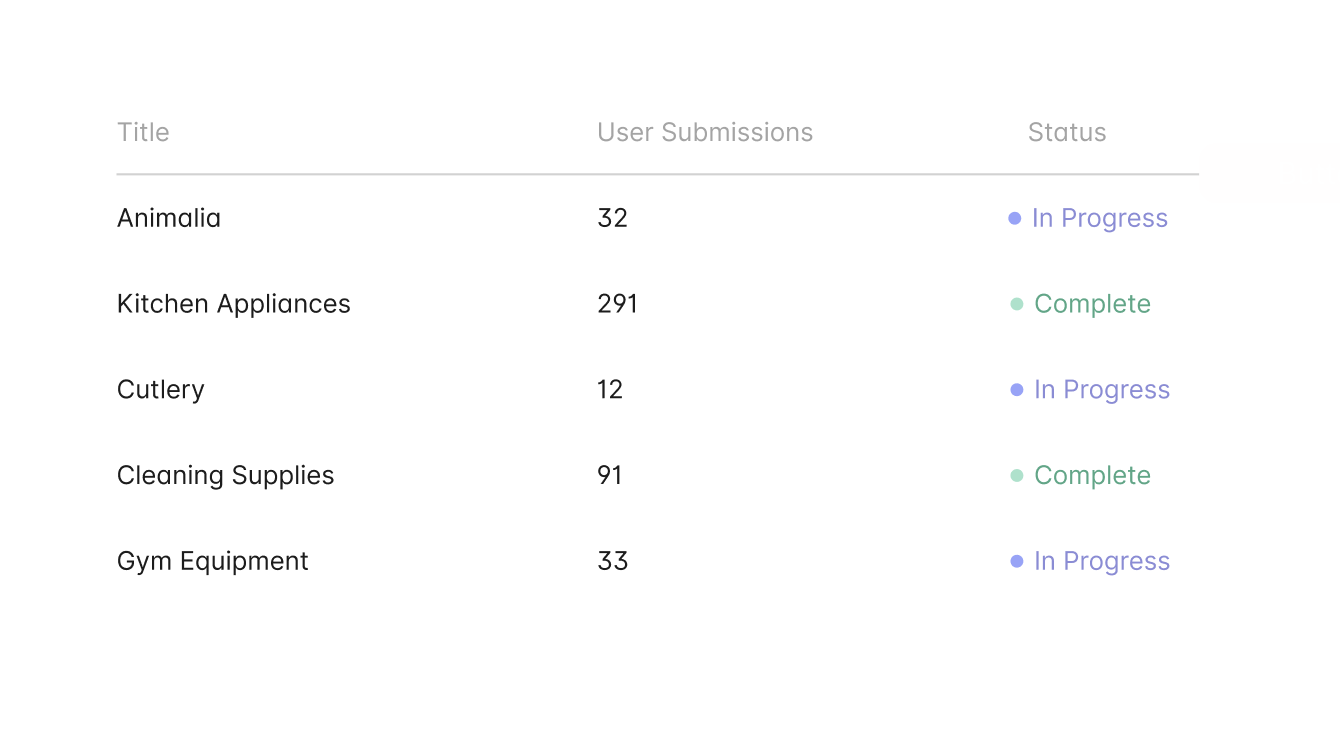 Title User Submissions Status
Animalia 32 In Progress
Kitchen Appliances 291 Complete
Cutlery 12 In Progress
Cleaning Supplies 91 Complete
Gym Equipment 33 In Progress